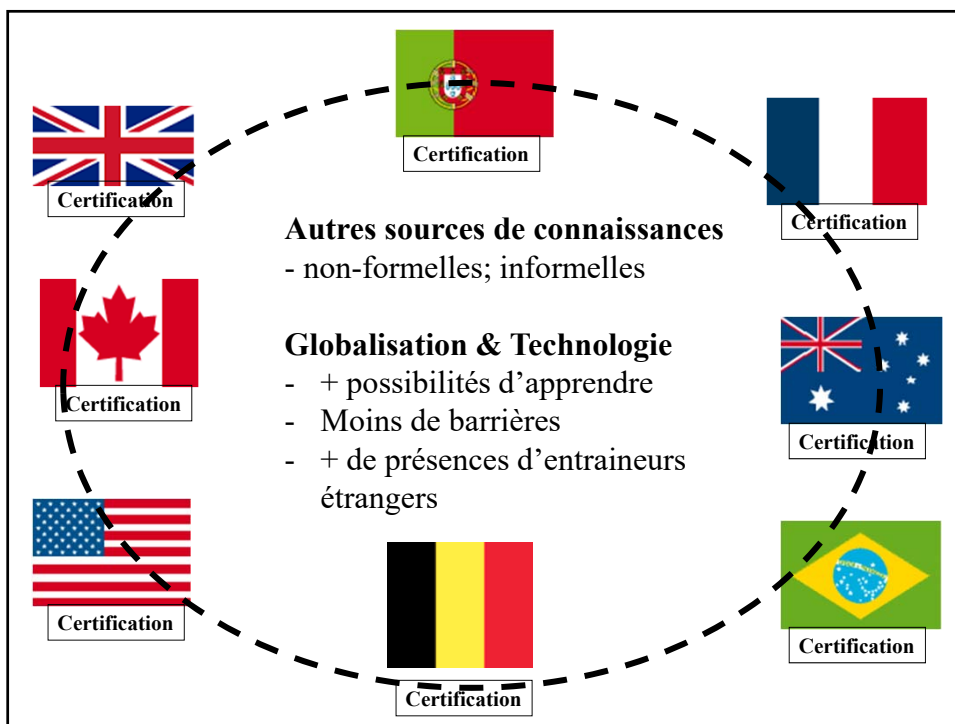 Certification
Certification
Certification
Autres sources de connaissances
- non-formelles; informelles
Certification
Globalisation & Technologie
- + possibilités d’apprendre
- Moins de barrières
- + de présences d’entraineurs
étrangers
Certification
Certification
Certification
Certification